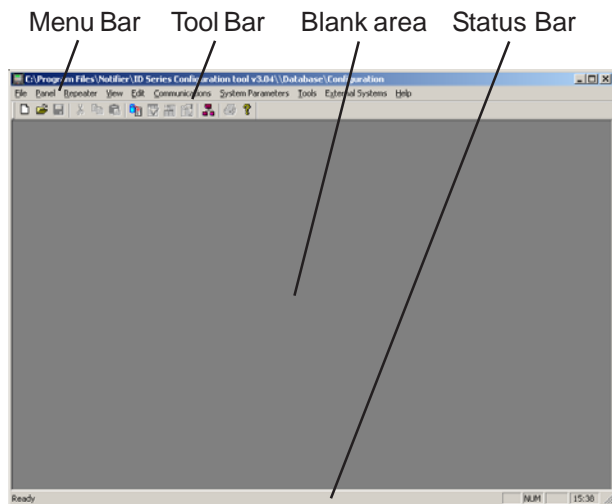 Menu Bar Tool Bar Blank area Status Bar
C:\Program Files\Notifier\ID Series Configuration tool v3.04\\Database\Configuration
File Panel Repeater View Edit Communications System Parameters Tools External Systems Help
Ready NUM 15:30